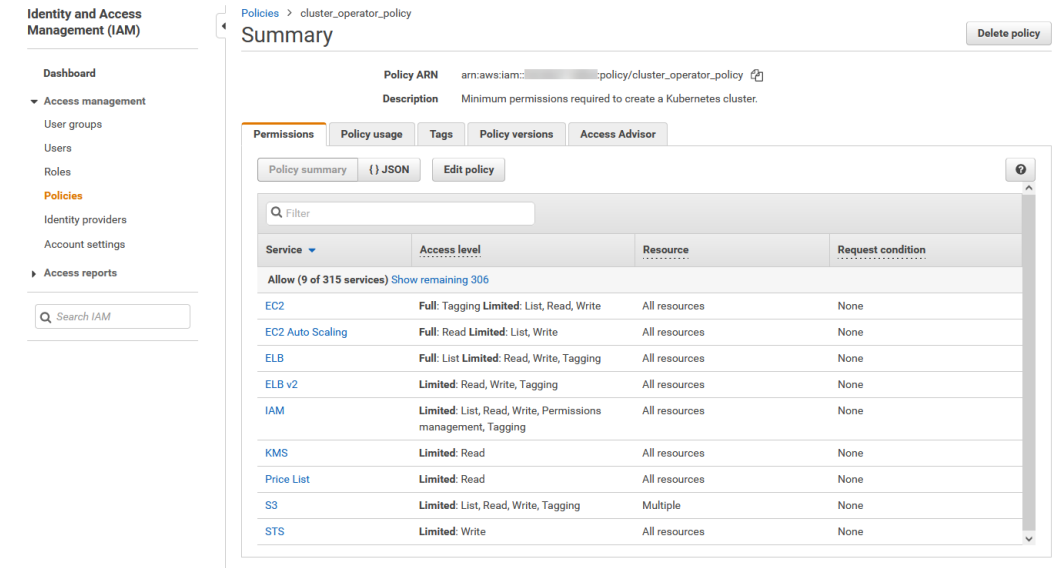 Identity and Access
Management (IAM)
Dashboard
Access management
User groups
Users
Roles
Policies
Identity providers
Account settings
Access reports
Search IAM
Policies > cluster_operator_policy
Summary
Delete policy
Policy ARN arn:aws:iam:: :policy/cluster_operator_policy
Description Minimum permissions required to create a Kubernetes cluster.
Permissions Policy usage Tags Policy versions Access Advisor
Policy summary { } JSON Edit policy
Filter
Service Access level Resource Request condition
Allow (9 of 315 services) Show remaining 306
EC2 Full: Tagging Limited: List, Read, Write All resources None
EC2 Auto Scaling Full: Read Limited: List, Write All resources None
ELB Full: List Limited: Read, Write, Tagging All resources None
ELB v2 Limited: Read, Write, Tagging All resources None
IAM Limited: List, Read, Write, Permissions All resources None
management, Tagging
KMS Limited: Read All resources None
Price List Limited: Read All resources None
S3 Limited: List, Read, Write, Tagging Multiple None
STS Limited: Write All resources None